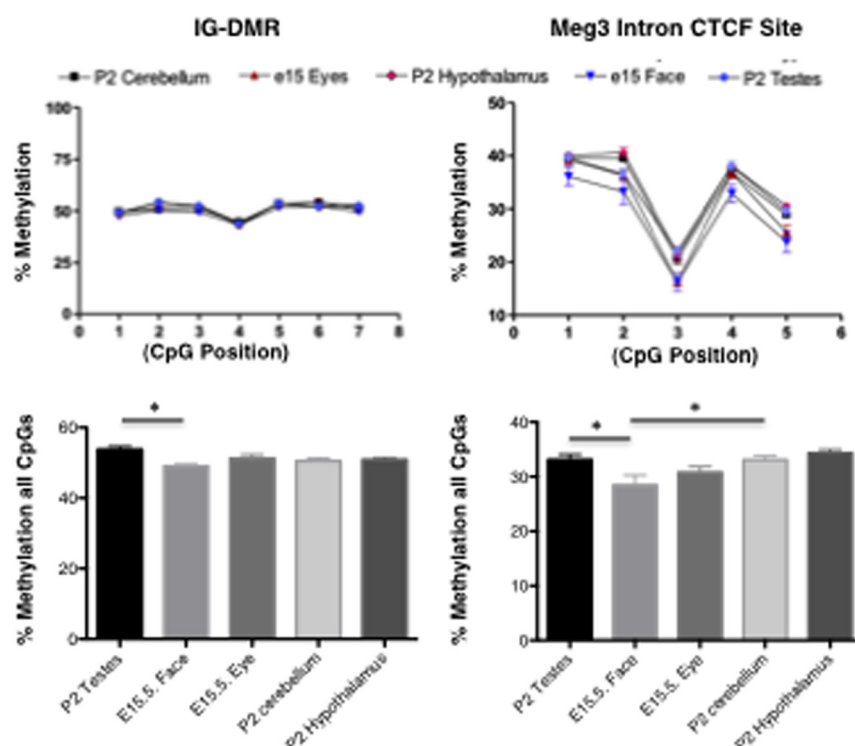 IG-DMR
Meg3 Intron CTCF Site
P2 Cerebellum e15 Eyes P2 Hypothalamus e15 Face P2 Testes
% Methylation
100
75
50
25
0
0 1 2 3 4 5 6 7 8
(CpG Position)
% Methylation
50
40
30
20
10
0 1 2 3 4 5 6
(CpG Position)
% Methylation all CpGs
60
40
20
0
*
P2 Testes
E15.5. Face
E15.5. Eye
P2 cerebellum
P2 Hypothalamus
% Methylation all CpGs
40
30
20
10
0
*
*
P2 Testes
E15.5. Face
E15.5. Eye
P2 cerebellum
P2 Hypothalamus